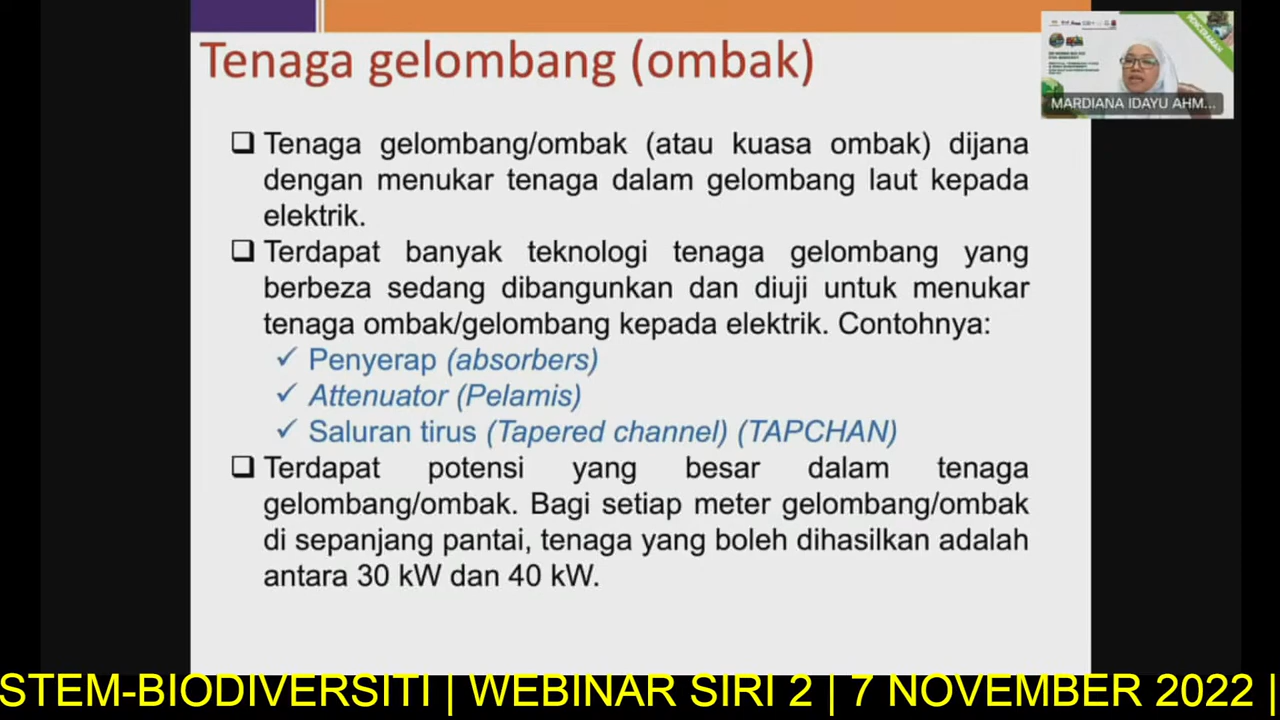 Tenaga gelombang (ombak)
MARDIANA IDAYU AHM...
PENCERAMAH
Tenaga gelombang/ombak (atau kuasa ombak) dijana
dengan menukar tenaga dalam gelombang laut kepada
elektrik.
Terdapat banyak teknologi tenaga gelombang yang
berbeza sedang dibangunkan dan diuji untuk menukar
tenaga ombak/gelombang kepada elektrik. Contohnya:
Penyerap (absorbers)
Attenuator (Pelamis)
Saluran tirus (Tapered channel) (TAPCHAN)
Terdapat potensi yang besar dalam tenaga
gelombang/ombak. Bagi setiap meter gelombang/ombak
di sepanjang pantai, tenaga yang boleh dihasilkan adalah
antara 30 kW dan 40 kW.
STEM-BIODIVERSITI | WEBINAR SIRI 2 | 7 NOVEMBER 2022 |